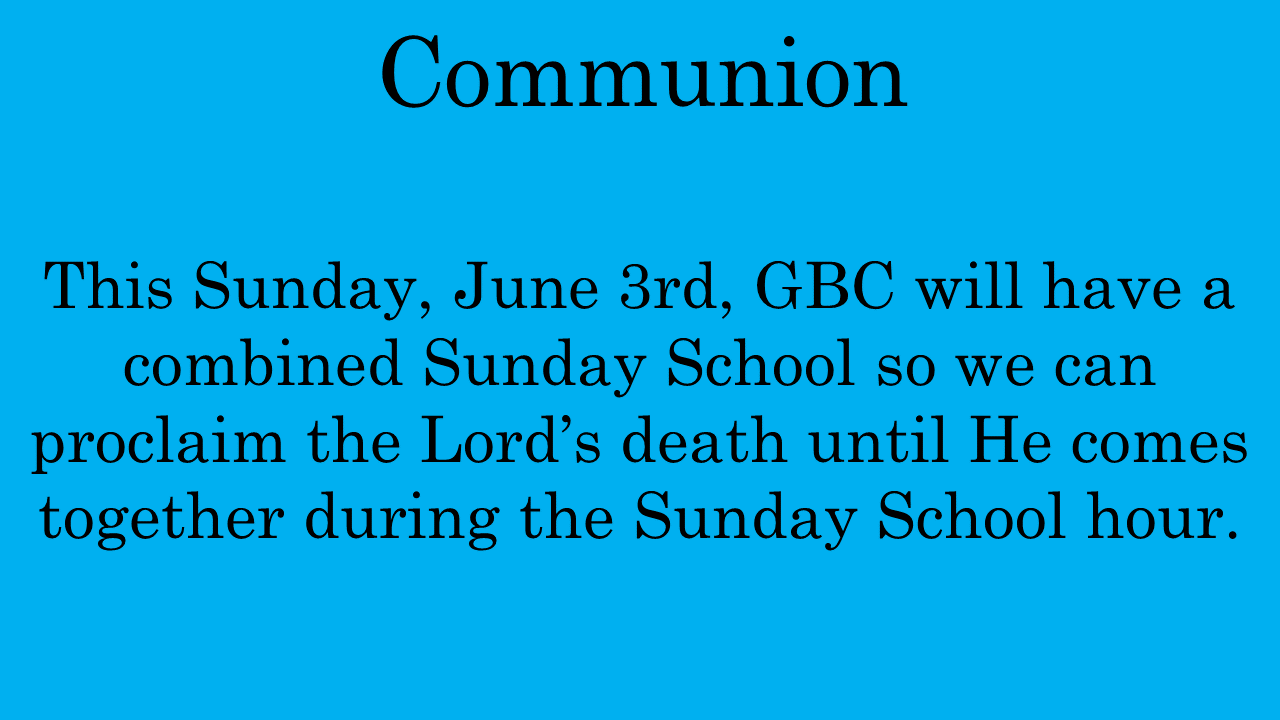 Communion
This Sunday, June 3rd, GBC will have a
combined Sunday School so we can
proclaim the Lord’s death until He comes
together during the Sunday School hour.